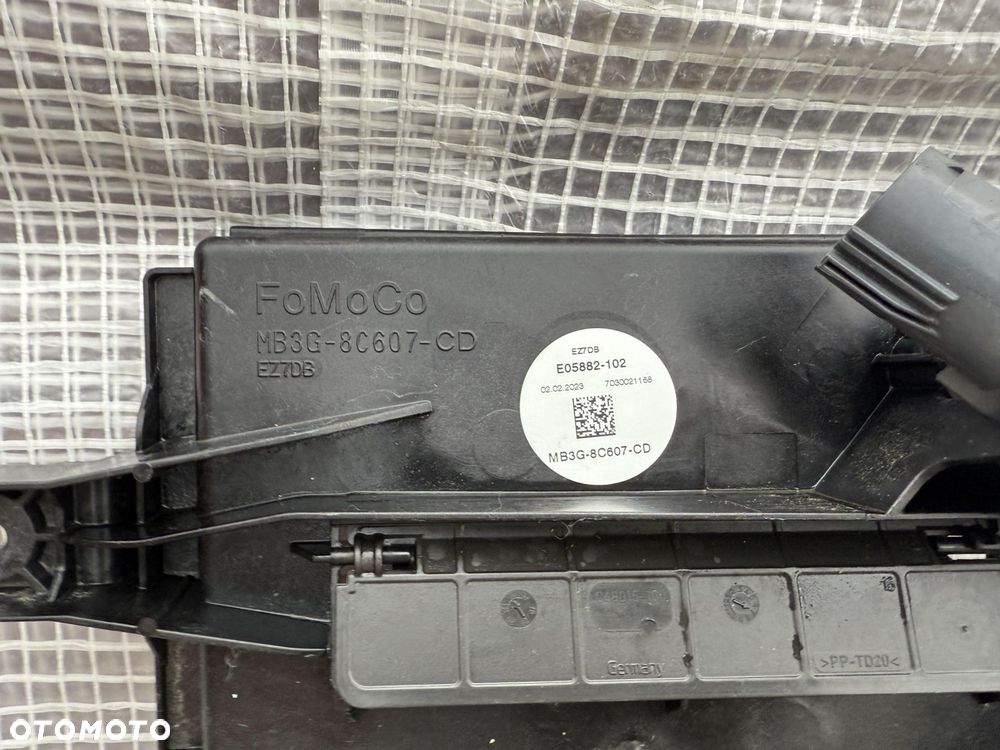 FoMoCo
MB3G-8C607-CD
EZ7DB
EZ7DB
E05882-102
02.02.2023 7030021168
MB3G-8C607-CD
16
Germany
>PP-TD20<
OTOMOTO